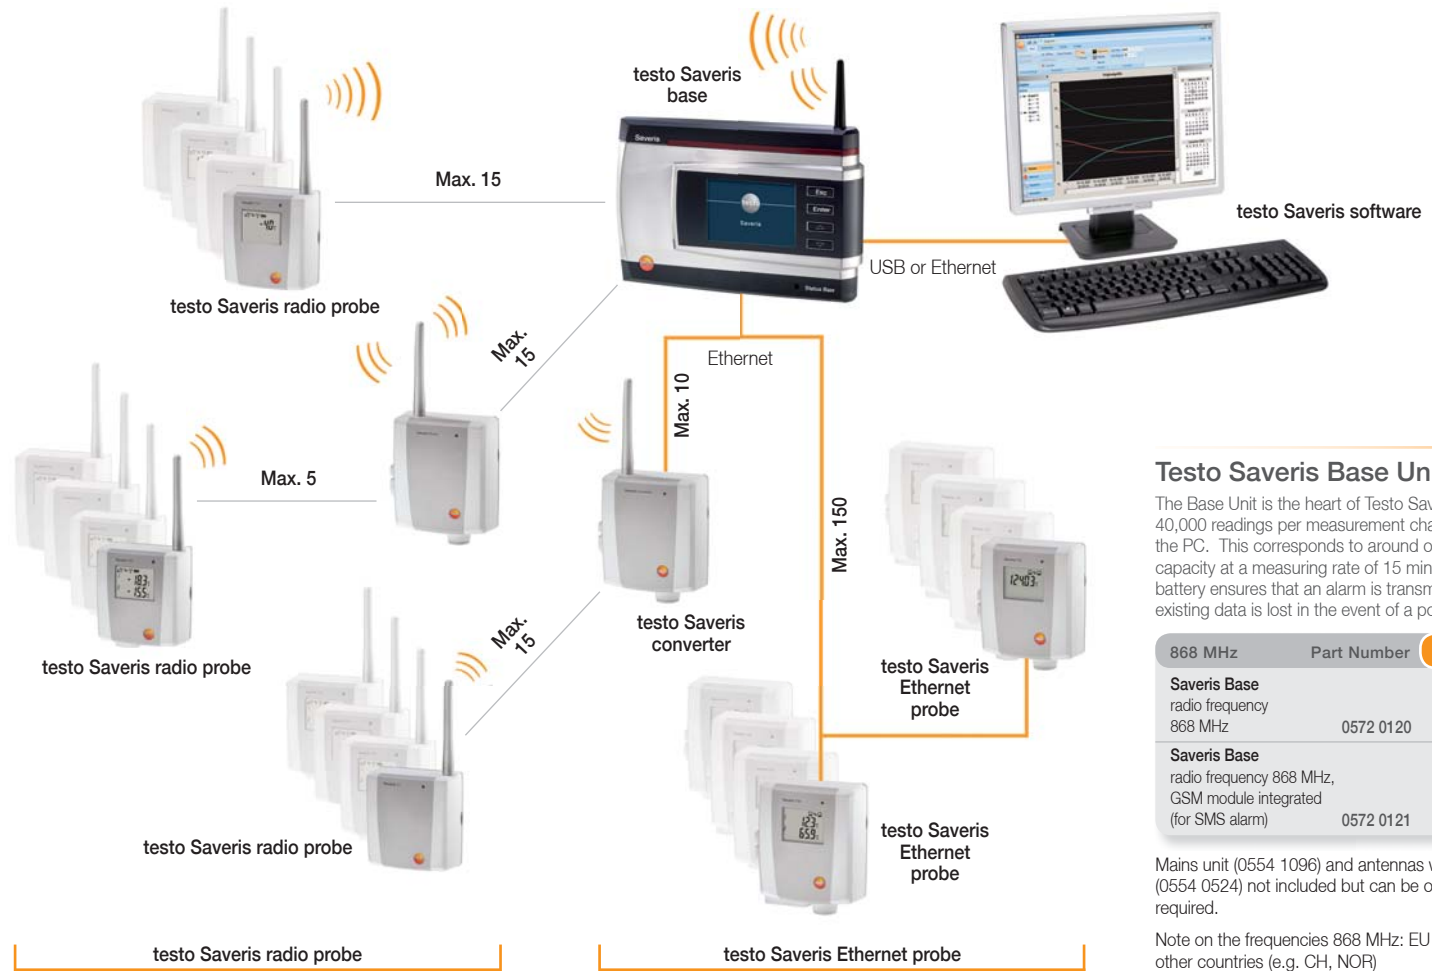 testo Saveris
base
Saveris
Esc
Enter
Saveris
Max. 15
testo Saveris radio probe
testo Saveris software
USB or Ethernet
Max.
15
Ethernet
Max. 10
Max. 5
Max. 150
testo Saveris radio probe
testo Saveris
converter
Max.
15
testo Saveris
Ethernet
probe
testo Saveris radio probe
testo Saveris
Ethernet
probe
testo Saveris radio probe
testo Saveris Ethernet probe
Testo Saveris Base Un
The Base Unit is the heart of Testo Sav
40,000 readings per measurement cha
the PC. This corresponds to around o
capacity at a measuring rate of 15 min
battery ensures that an alarm is transm
existing data is lost in the event of a po
868 MHz Part Number
Saveris Base
radio frequency
868 MHz 0572 0120
Saveris Base
radio frequency 868 MHz,
GSM module integrated
(for SMS alarm) 0572 0121
Mains unit (0554 1096) and antennas w
(0554 0524) not included but can be o
required.
Note on the frequencies 868 MHz: EU
other countries (e.g. CH, NOR)